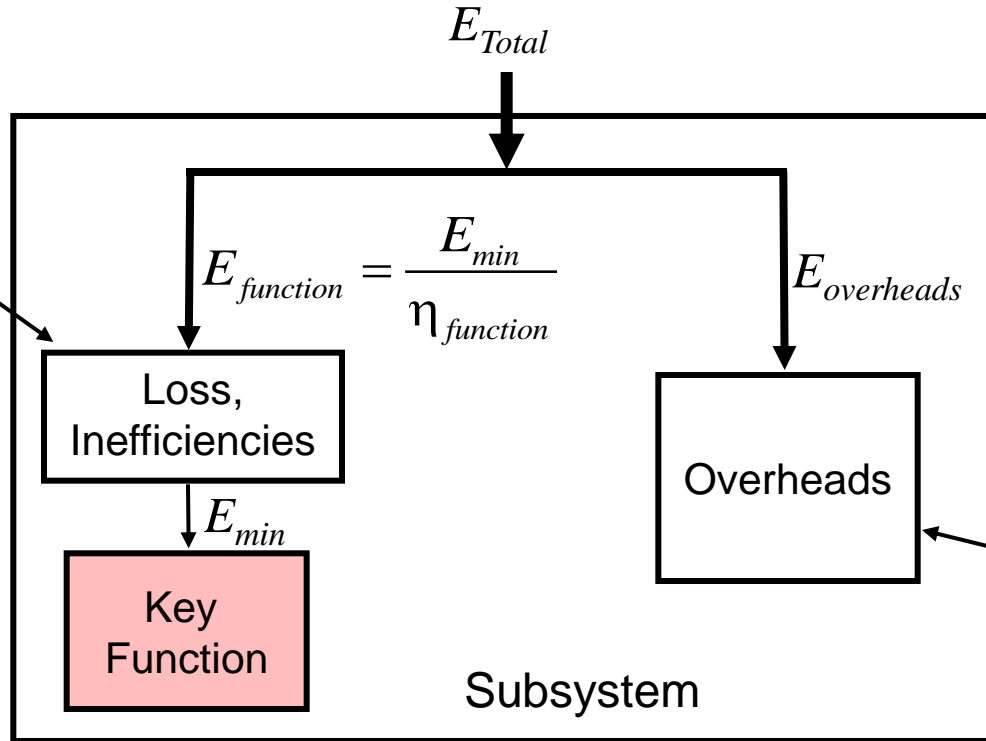 E_Total
E_function = E_min / η_function
E_overheads
Loss,
Inefficiencies
Overheads
E_min
Key
Function
Subsystem